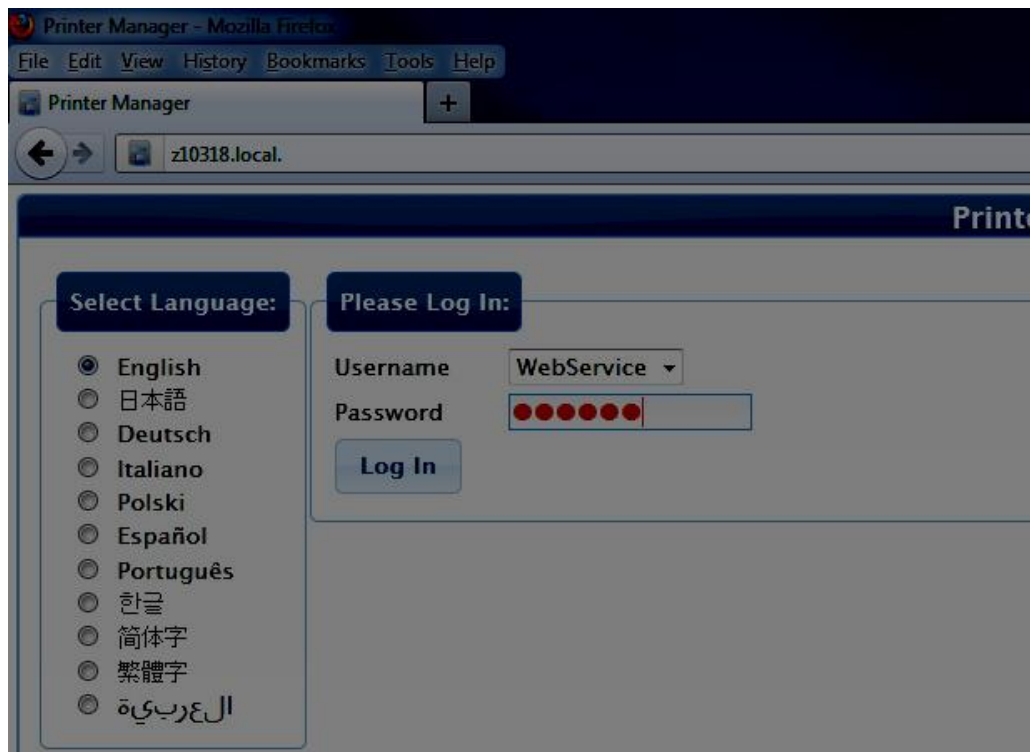 Printer Manager - Mozilla Firefox
File Edit View History Bookmarks Tools Help
Printer Manager +
z10318.local.
Print
Select Language:
English
日本語
Deutsch
Italiano
Polski
Español
Português
한글
简体字
繁體字
العربية
Please Log In:
Username WebService
Password ●●●●●●
Log In